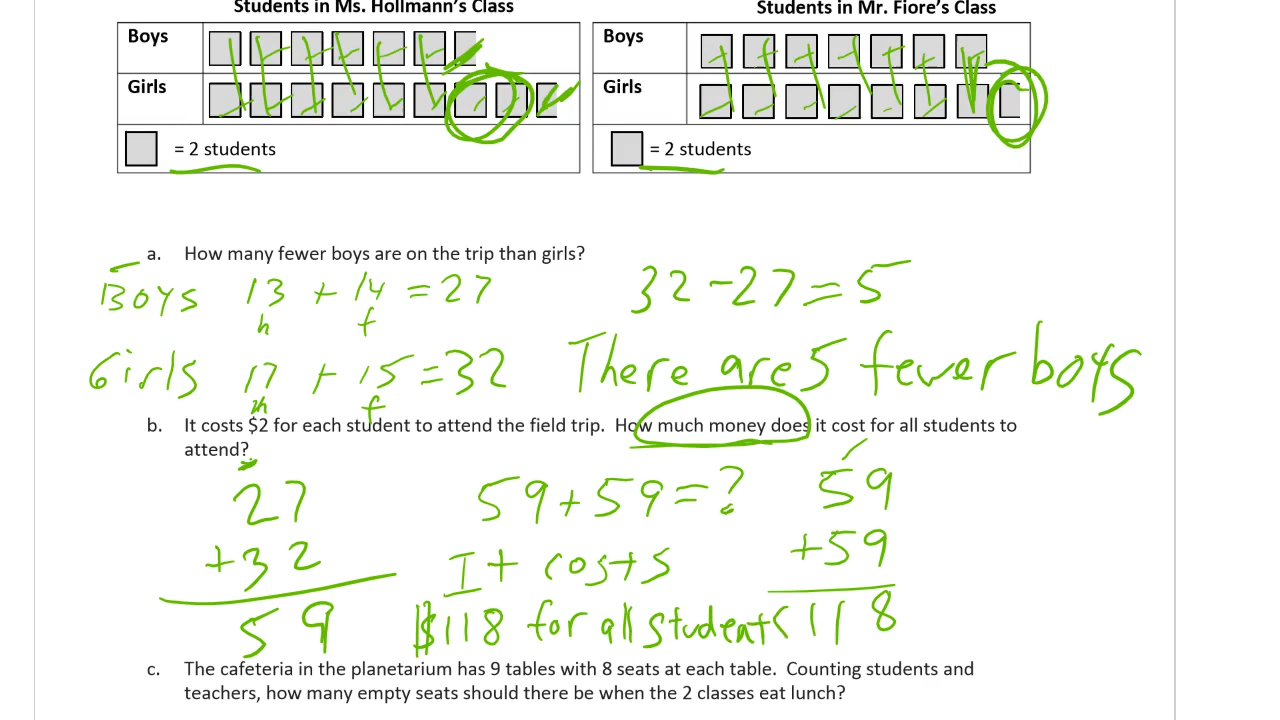 Students in Ms. Hollmann's Class
Students in Mr. Fiore's Class
Boys
Boys
Girls
Girls
= 2 students
= 2 students
a. How many fewer boys are on the trip than girls?
Boys 13 + 14 = 27
h f
32 - 27 = 5
Girls 17 + 15 = 32
h f
There are 5 fewer boys
b. It costs $2 for each student to attend the field trip. How much money does it cost for all students to
attend?
27
+32
59
59 + 59 = ?
It costs
$118 for all students
59
+59
118
c. The cafeteria in the planetarium has 9 tables with 8 seats at each table. Counting students and
teachers, how many empty seats should there be when the 2 classes eat lunch?